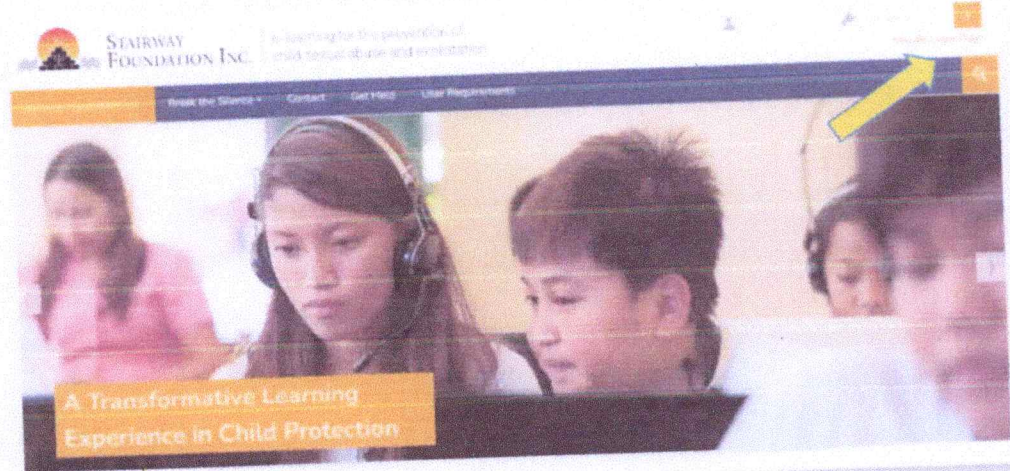 STAIRWAY
FOUNDATION INC.
e-learning for the prevention of
child sexual abuse and exploitation
Break the Silence
Contact
Get Help
User Requirements
A Transformative Learning
Experience in Child Protection